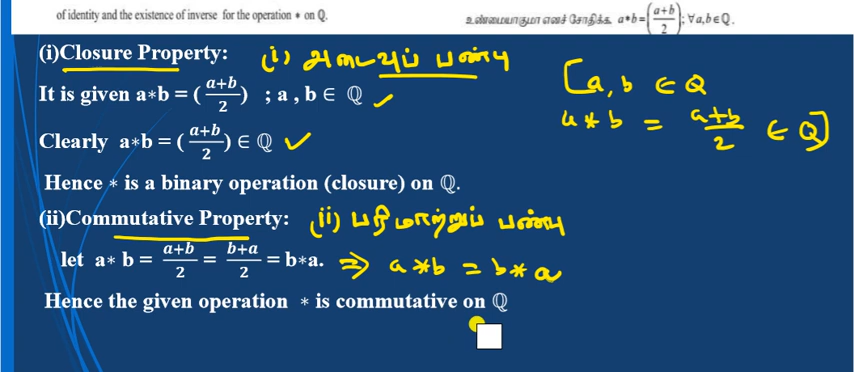 of identity and the existence of inverse for the operation * on Q.
உண்மையாகுமா எனச் சோதிக்க. a*b=(a+b/2); ∀a,b∈Q.
(i)Closure Property: (i) அடைவுப் பண்பு
It is given a*b = (a+b/2) ; a , b ∈ ℚ ✓
[a, b ∈ Q
a * b = a+b/2 ∈ Q]
Clearly a*b = (a+b/2) ∈ ℚ ✓
Hence * is a binary operation (closure) on ℚ.
(ii)Commutative Property: (ii) பரிமாற்றுப் பண்பு
let a* b = a+b/2 = b+a/2 = b*a. ⇒ a * b = b * a
Hence the given operation * is commutative on ℚ